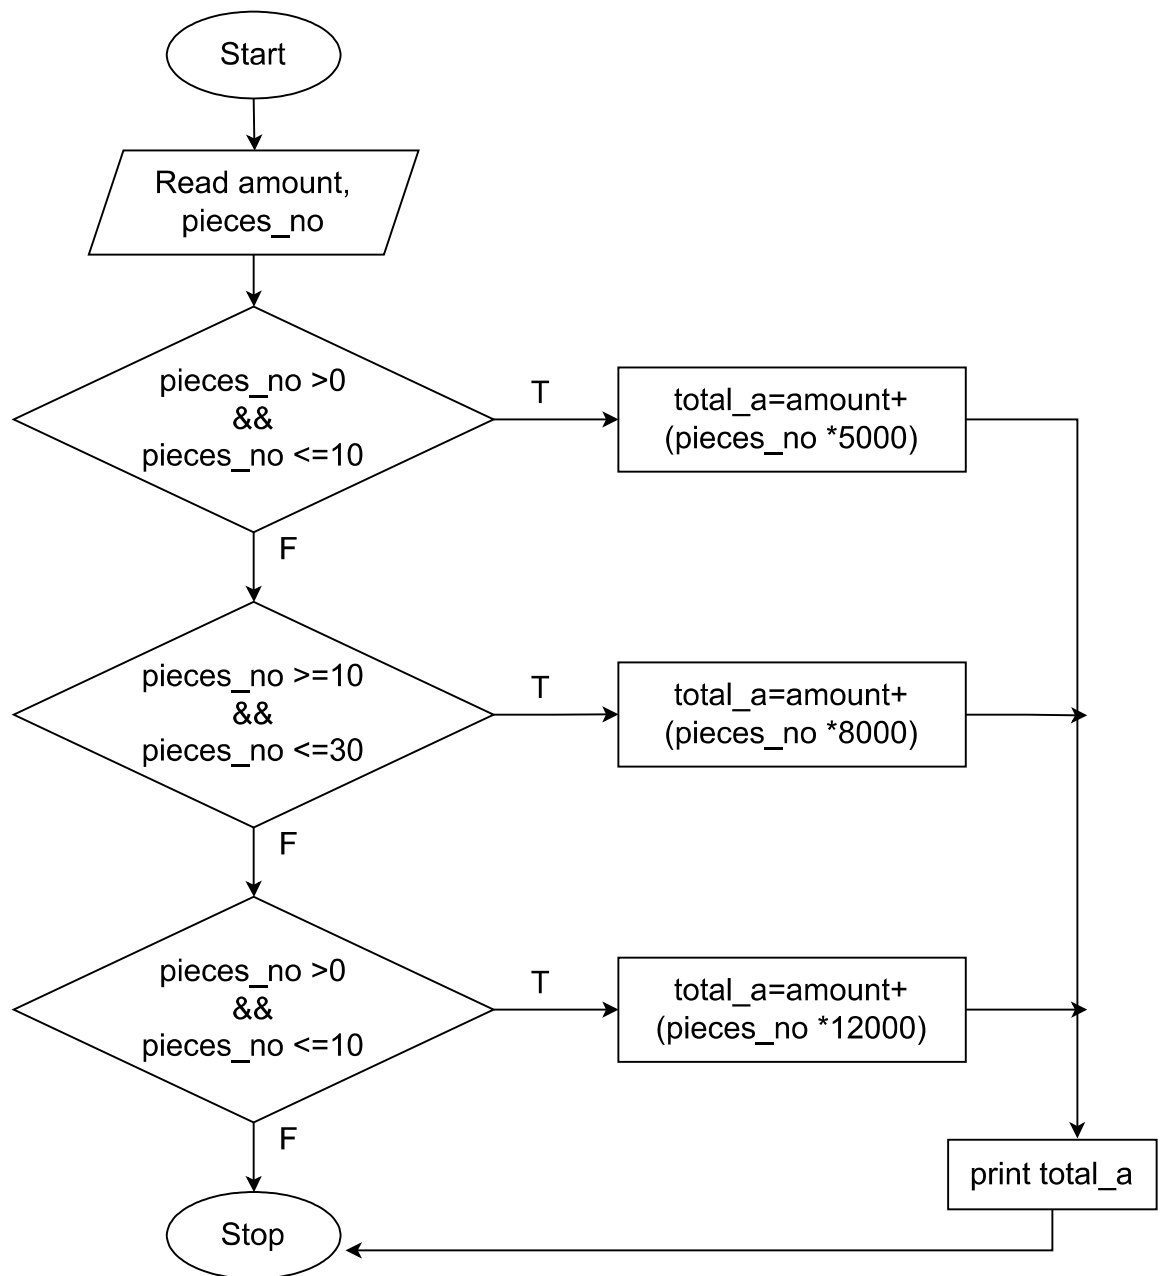 Start
Read amount,
pieces_no
pieces_no >0
&&
pieces_no <=10
T
total_a=amount+
(pieces_no *5000)
F
pieces_no >=10
&&
pieces_no <=30
T
total_a=amount+
(pieces_no *8000)
F
pieces_no >0
&&
pieces_no <=10
T
total_a=amount+
(pieces_no *12000)
F
print total_a
Stop